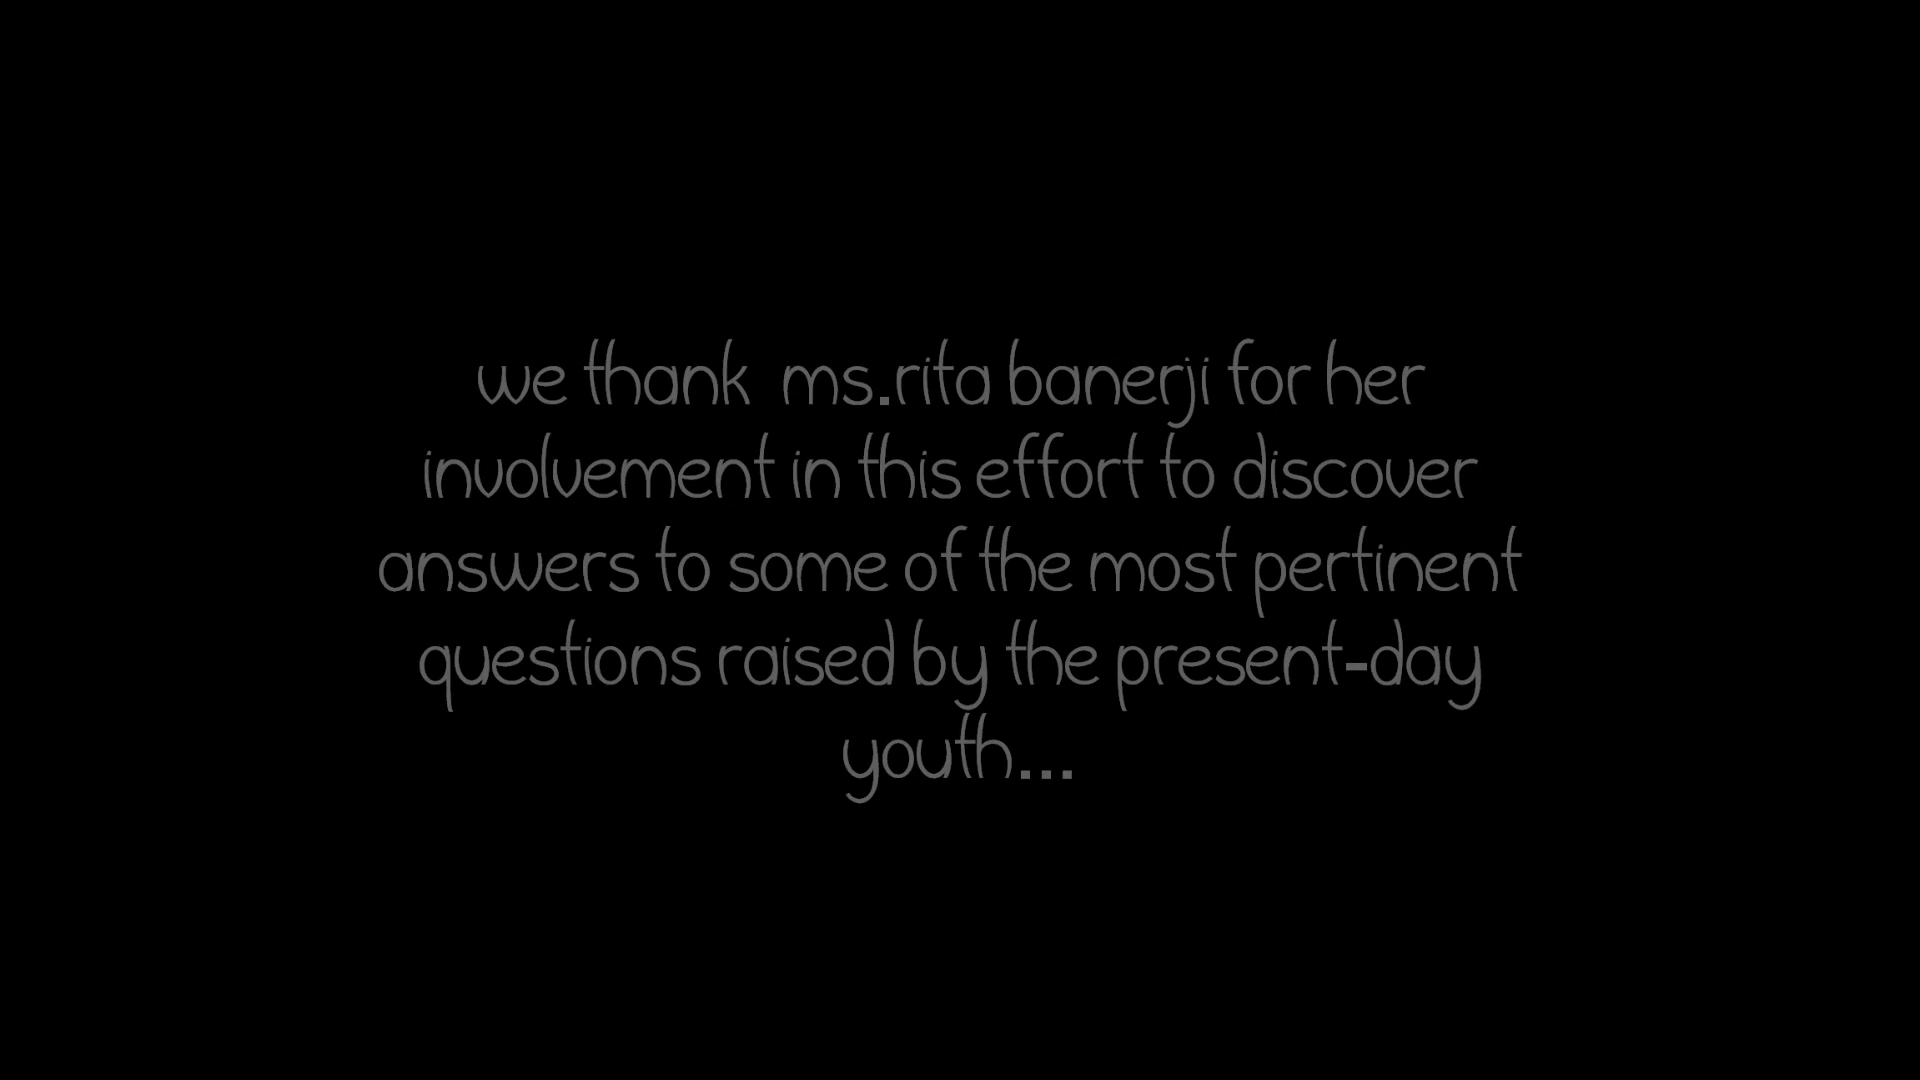 we thank  ms.rita banerji for her
involvement in this effort to discover
answers to some of the most pertinent
questions raised by the present-day
youth...